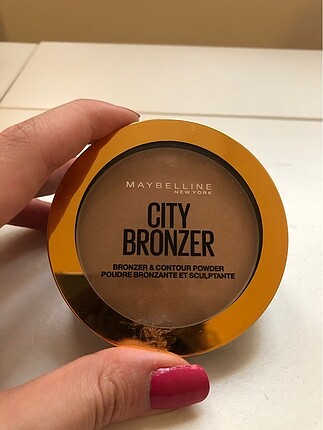 MAYBELLINE
NEW YORK
CITY
BRONZER
BRONZER & CONTOUR POWDER
POUDRE BRONZANTE ET SCULPTANTE